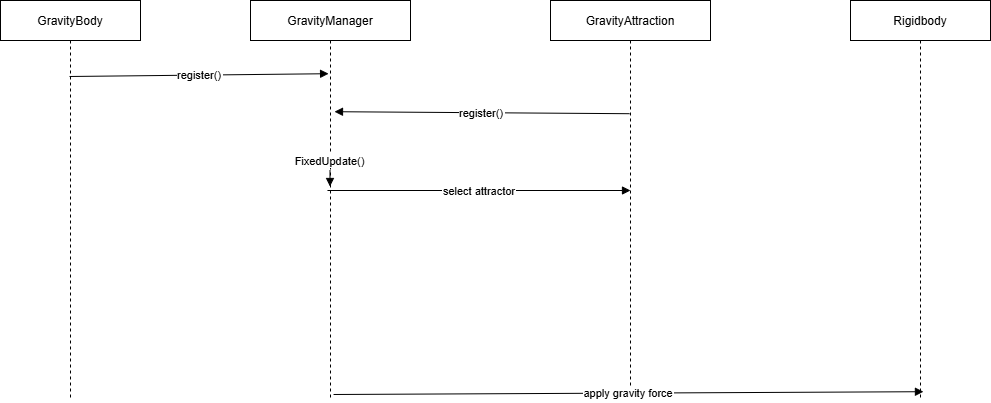 GravityBody
GravityManager
GravityAttraction
Rigidbody
register()
register()
FixedUpdate()
select attractor
apply gravity force